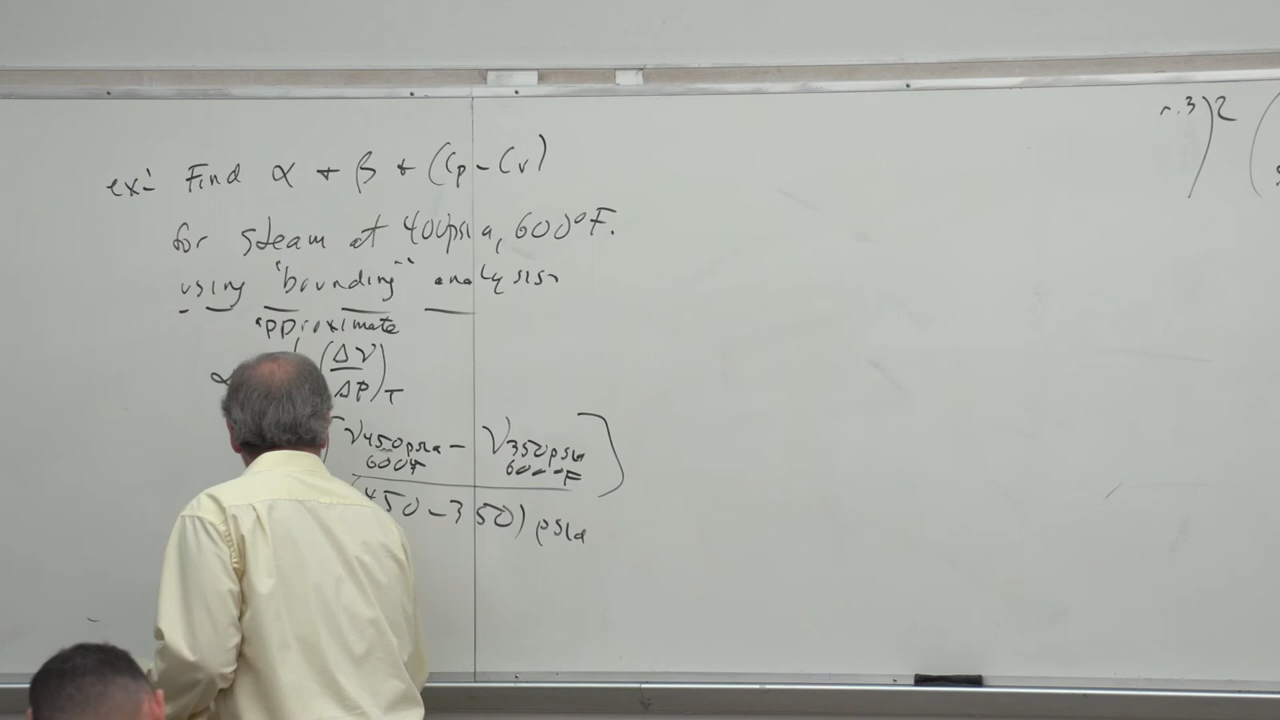 ex: Find α + β + (Cp - Cv)
for steam at 400psia, 600°F.
using "bounding" analysis
approximate
α (Δv/ΔP)T
v450psia 600°F - v350psia 600°F
(450-350) psia
)2 (